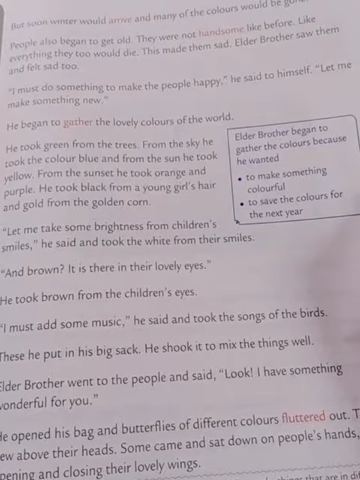 But soon winter would arrive and many of the colours would be
People also began to get old. They were not handsome like before. Like
everything they too would die. This made them sad. Elder Brother saw them
and felt sad too.
"I must do something to make the people happy," he said to himself. "Let me
make something new."
He began to gather the lovely colours of the world.
He took green from the trees. From the sky he
took the colour blue and from the sun he took
yellow. From the sunset he took orange and
purple. He took black from a young girl's hair
and gold from the golden corn.
Elder Brother began to
gather the colours because
he wanted
• to make something
colourful
• to save the colours for
the next year
"Let me take some brightness from children's
smiles," he said and took the white from their smiles.
"And brown? It is there in their lovely eyes."
He took brown from the children's eyes.
"I must add some music," he said and took the songs of the birds.
These he put in his big sack. He shook it to mix the things well.
Elder Brother went to the people and said, "Look! I have something
wonderful for you."
He opened his bag and butterflies of different colours fluttered out. T
ew above their heads. Some came and sat down on people's hands,
pening and closing their lovely wings.
that are in dif